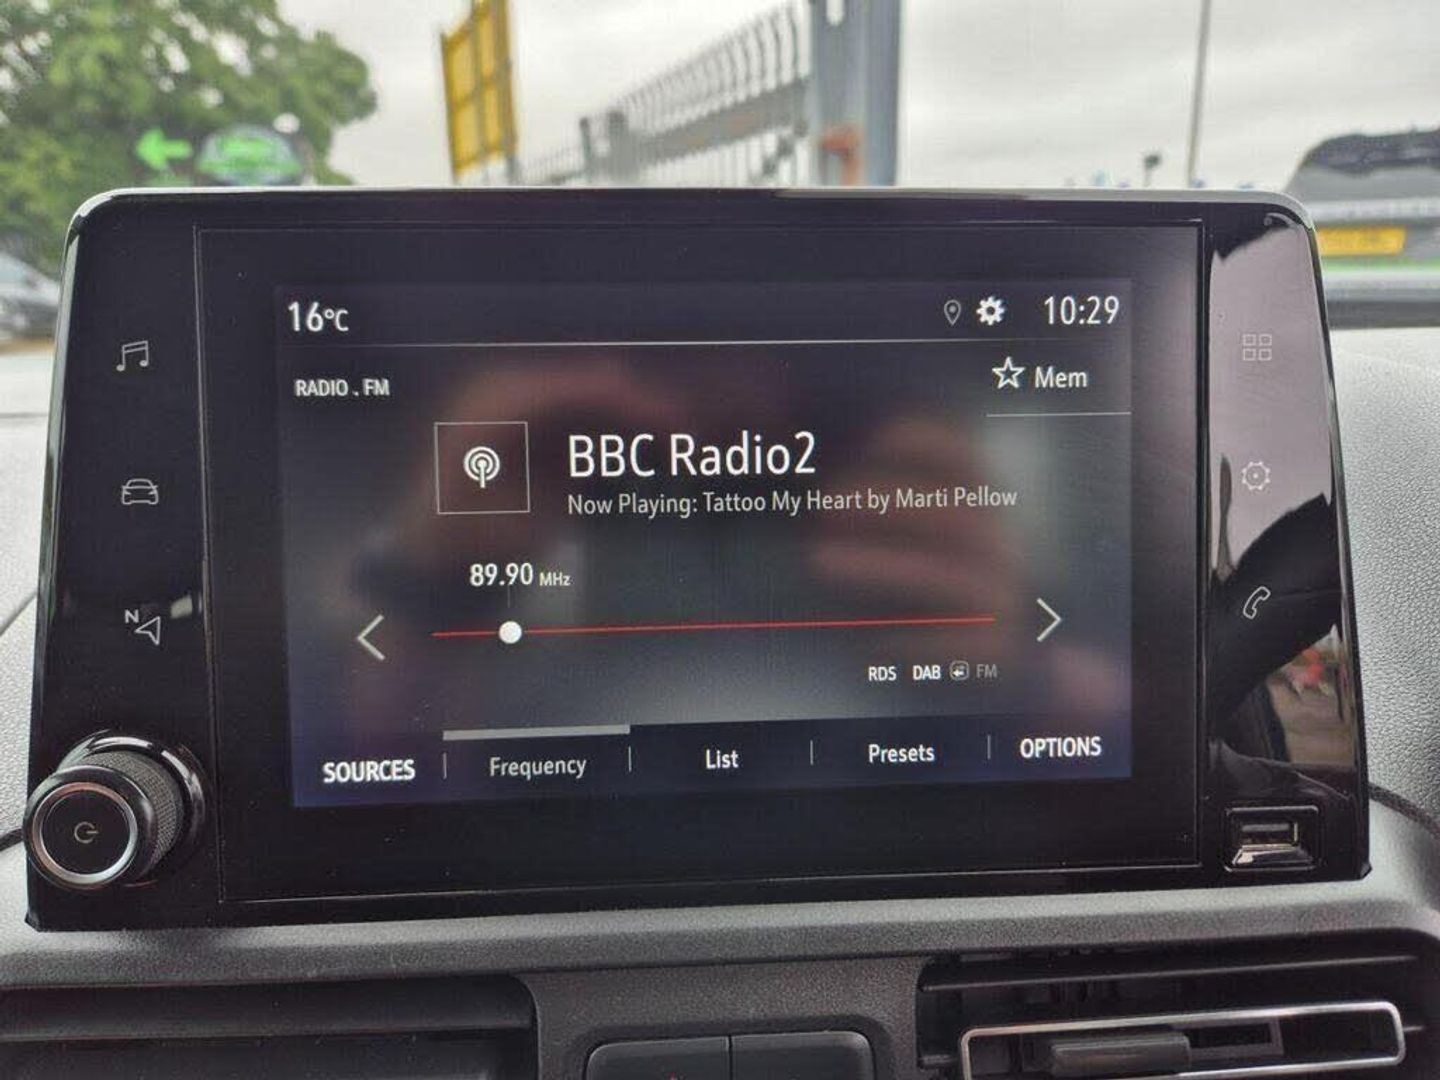 16°C
10:29
RADIO . FM
Mem
BBC Radio2
Now Playing: Tattoo My Heart by Marti Pellow
89.90 MHz
RDS DAB FM
SOURCES Frequency List Presets OPTIONS
N